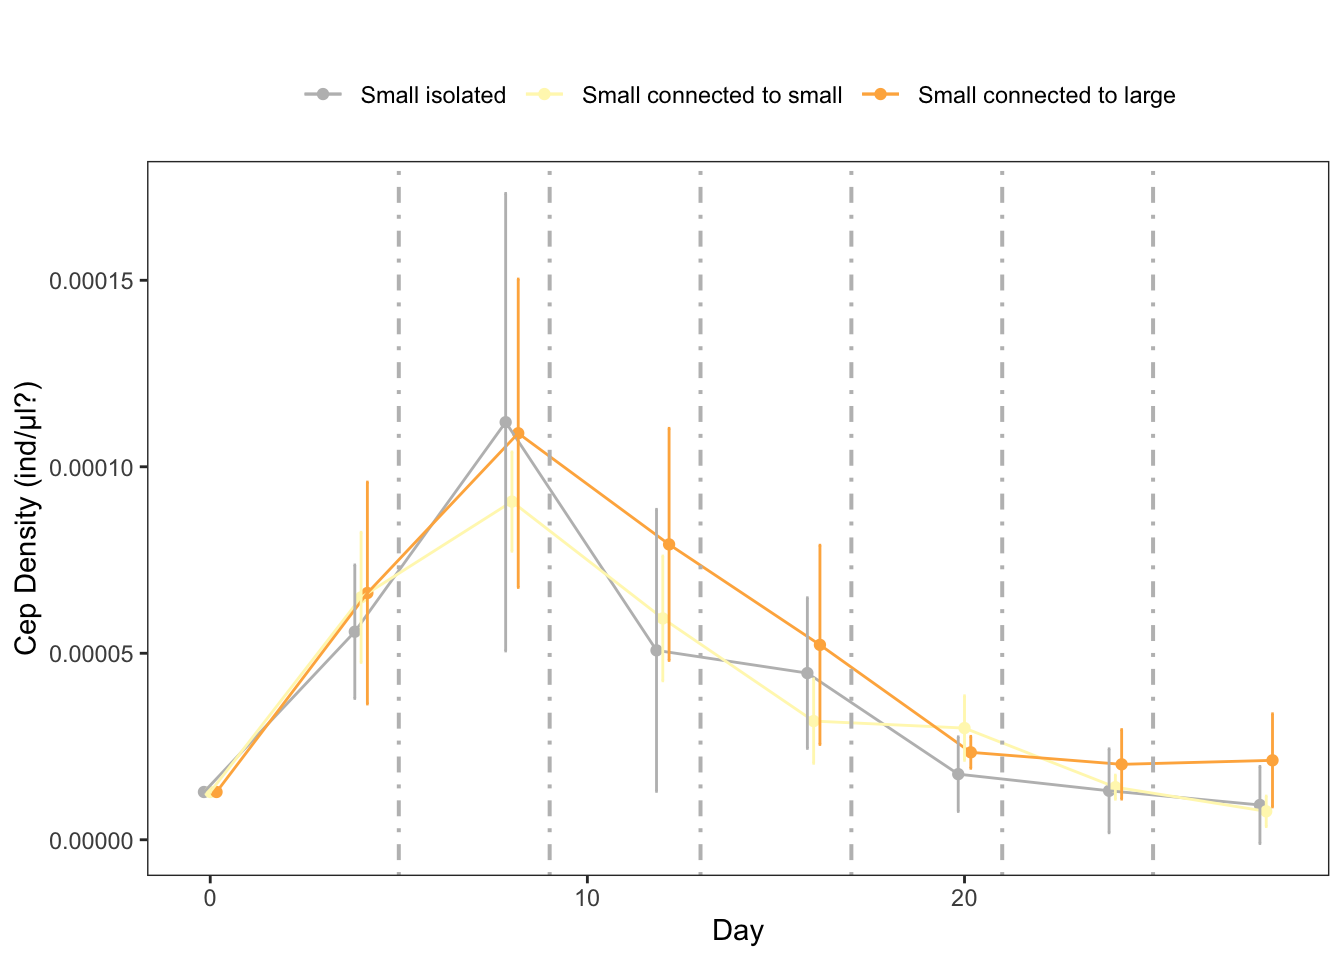 Small isolated Small connected to small Small connected to large
0.00015
0.00010
0.00005
0.00000
Cep Density (ind/µl?)
0 10 20
Day